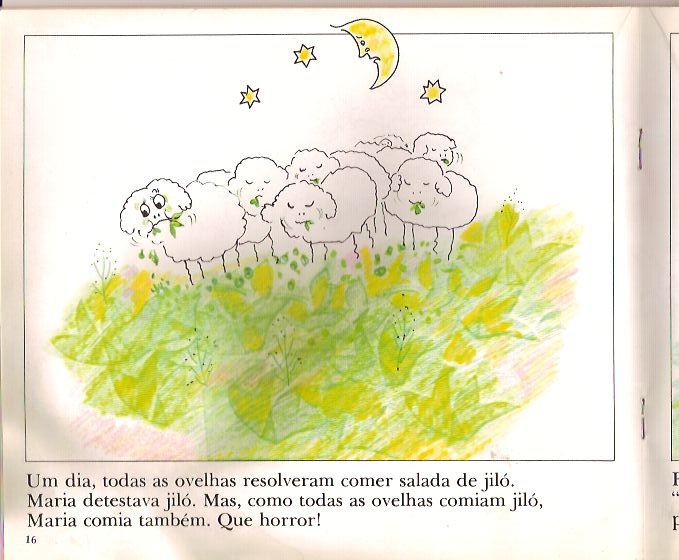 Um dia, todas as ovelhas resolveram comer salada de jiló.
Maria detestava jiló. Mas, como todas as ovelhas comiam jiló,
Maria comia também. Que horror!
16